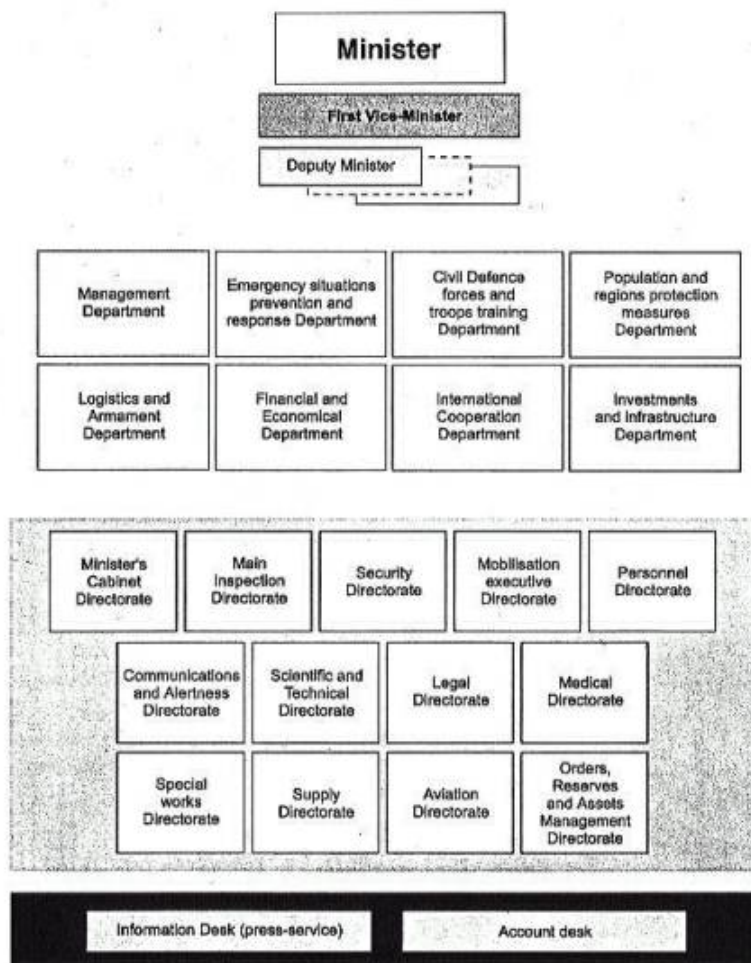 Minister
First Vice-Minister
Deputy Minister
Management
Department
Emergency situations
prevention and
response Department
Civil Defence
forces and
troops training
Department
Population and
regions protection
measures
Department
Logistics and
Armament
Department
Financial and
Economical
Department
International
Cooperation
Department
Investments
and Infrastructure
Department
Minister's
Cabinet
Directorate
Main
Inspection
Directorate
Security
Directorate
Mobilisation
executive
Directorate
Personnel
Directorate
Communications
and Alertness
Directorate
Scientific and
Technical
Directorate
Legal
Directorate
Medical
Directorate
Special
works
Directorate
Supply
Directorate
Aviation
Directorate
Orders,
Reserves
and Assets
Management
Directorate
Information Desk (press-service)
Account desk